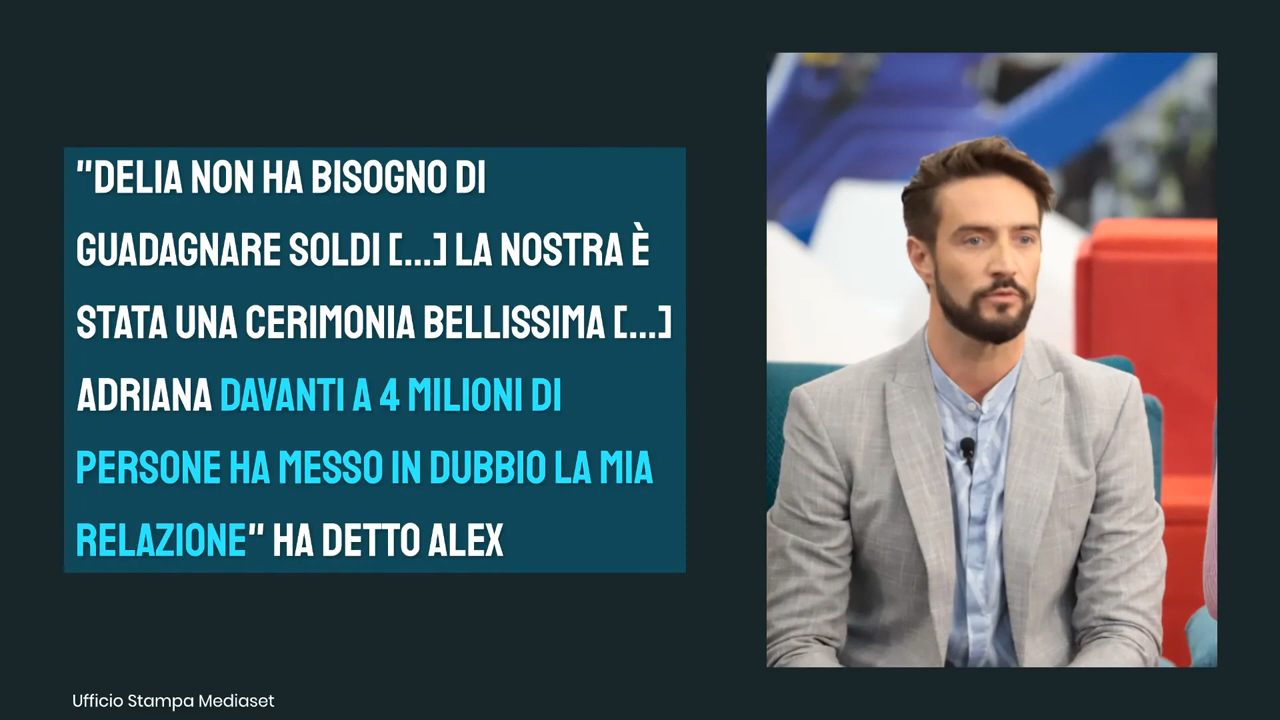 "DELIA NON HA BISOGNO DI
GUADAGNARE SOLDI [...] LA NOSTRA È
STATA UNA CERIMONIA BELLISSIMA [...]
ADRIANA DAVANTI A 4 MILIONI DI
PERSONE HA MESSO IN DUBBIO LA MIA
RELAZIONE" HA DETTO ALEX
Ufficio Stampa Mediaset